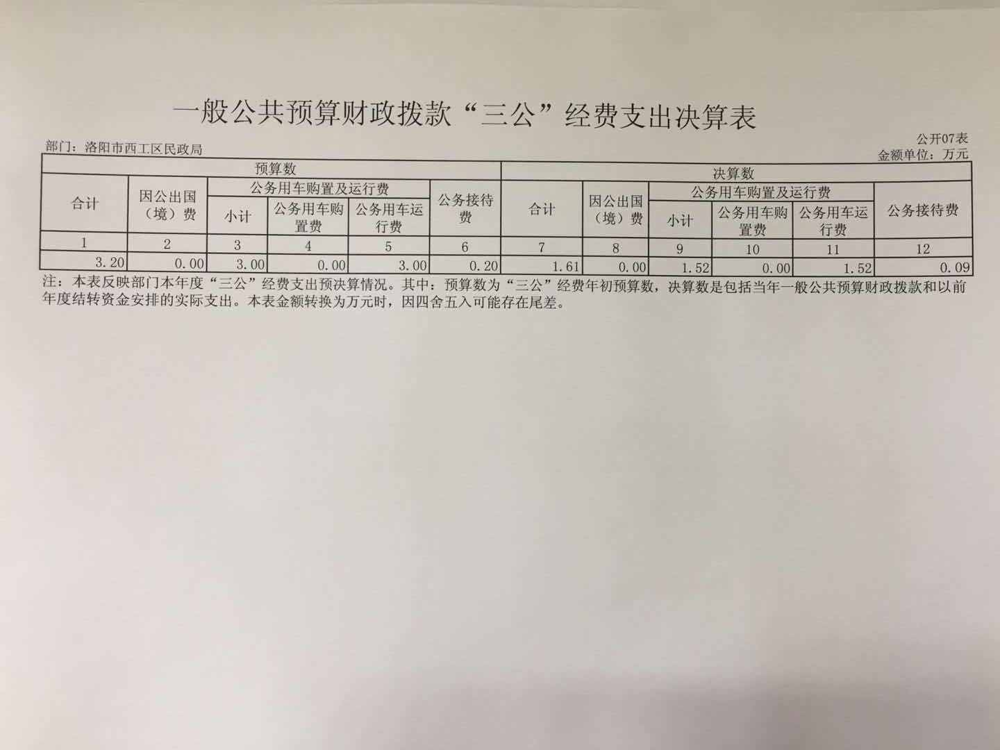 一般公共预算财政拨款“三公”经费支出决算表
公开07表
部门：洛阳市西工区民政局
金额单位：万元
预算数 决算数
合计 因公出国（境）费 公务用车购置及运行费 公务接待费 合计 因公出国（境）费 公务用车购置及运行费 公务接待费
小计 公务用车购置费 公务用车运行费 小计 公务用车购置费 公务用车运行费
1 2 3 4 5 6 7 8 9 10 11 12
3.20 0.00 3.00 0.00 3.00 0.20 1.61 0.00 1.52 0.00 1.52 0.09
注：本表反映部门本年度“三公”经费支出预决算情况。其中：预算数为“三公”经费年初预算数，决算数是包括当年一般公共预算财政拨款和以前
年度结转资金安排的实际支出。本表金额转换为万元时，因四舍五入可能存在尾差。